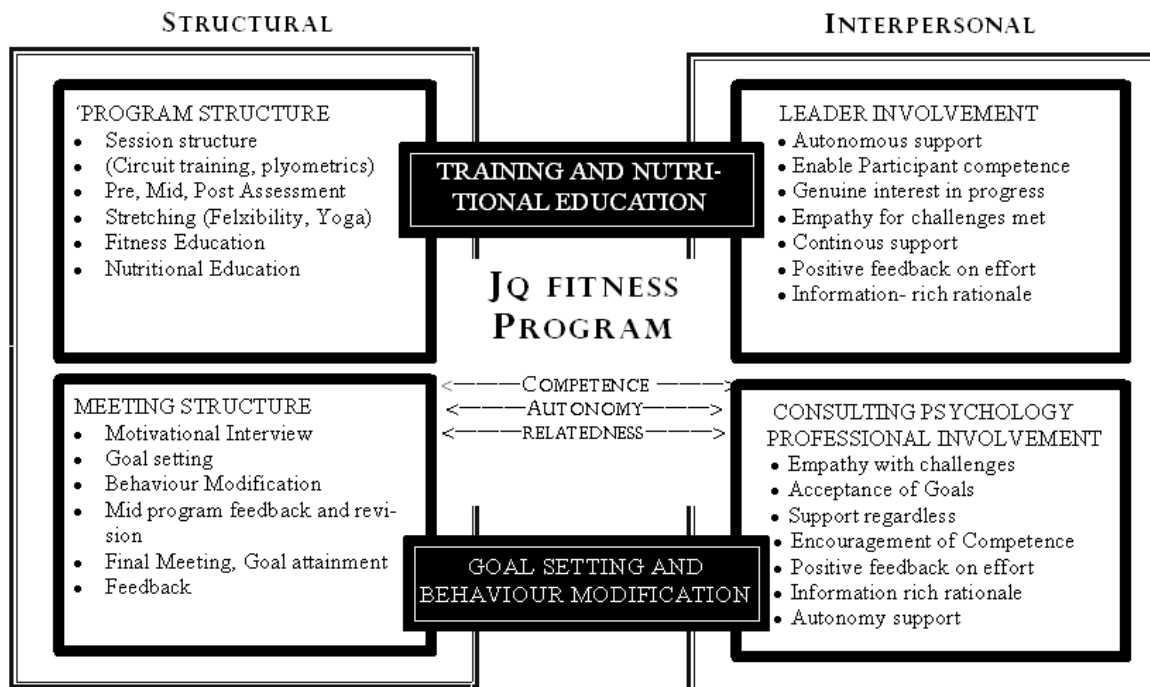 STRUCTURAL
INTERPERSONAL
‘PROGRAM STRUCTURE
• Session structure
• (Circuit training, plyometrics)
• Pre, Mid, Post Assessment
• Stretching (Felxibility, Yoga)
• Fitness Education
• Nutritional Education
TRAINING AND NUTRI-
TIONAL EDUCATION
LEADER INVOLVEMENT
• Autonomous support
• Enable Participant competence
• Genuine interest in progress
• Empathy for challenges met
• Continous support
• Positive feedback on effort
• Information- rich rationale
JQ FITNESS
PROGRAM
<———COMPETENCE ———>
<———AUTONOMY———>
<———RELATEDNESS———>
MEETING STRUCTURE
• Motivational Interview
• Goal setting
• Behaviour Modification
• Mid program feedback and revi-
sion
• Final Meeting, Goal attainment
• Feedback
GOAL SETTING AND
BEHAVIOUR MODIFICATION
CONSULTING PSYCHOLOGY
PROFESSIONAL INVOLVEMENT
• Empathy with challenges
• Acceptance of Goals
• Support regardless
• Encouragement of Competence
• Positive feedback on effort
• Information rich rationale
• Autonomy support